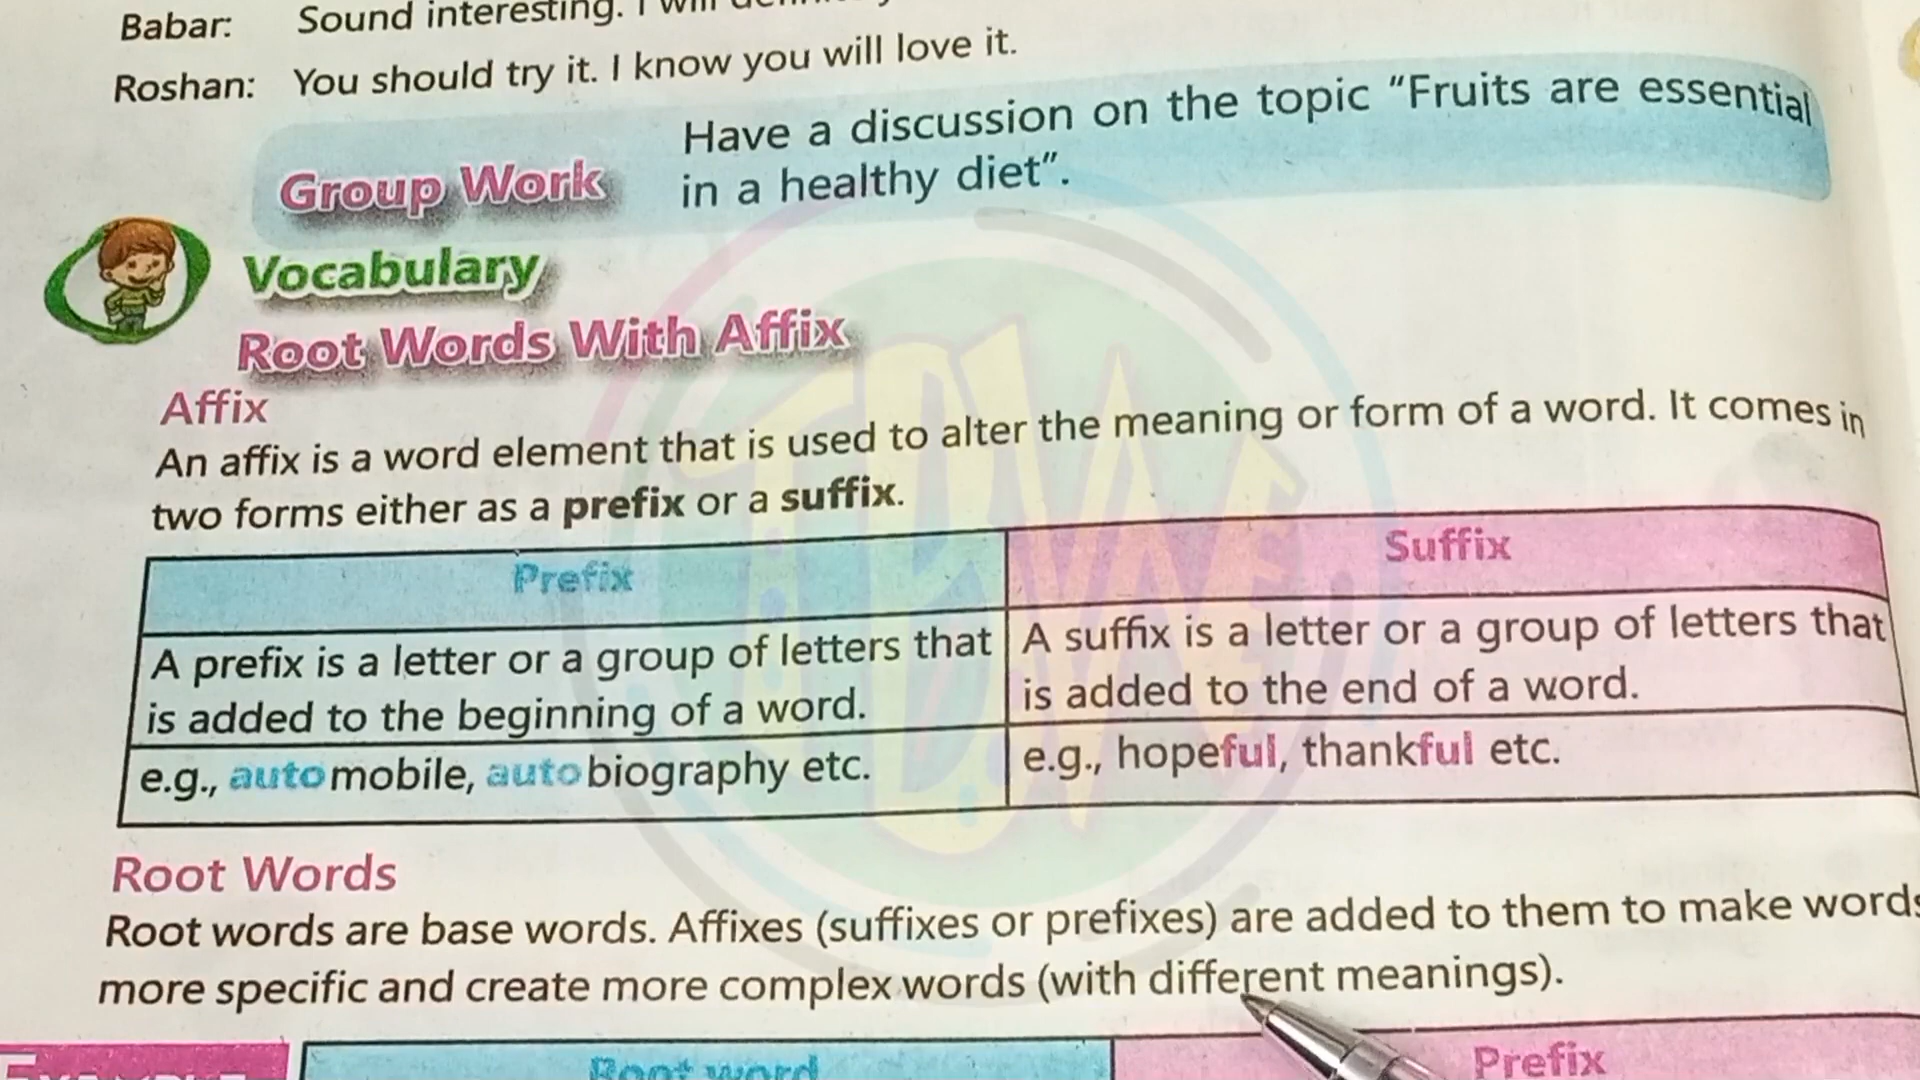 Babar: Sound interesting. I will
Roshan: You should try it. I know you will love it.
Group Work
Have a discussion on the topic “Fruits are essential
in a healthy diet”.
Vocabulary
Root Words With Affix
Affix
An affix is a word element that is used to alter the meaning or form of a word. It comes in
two forms either as a prefix or a suffix.
Prefix
Suffix
A prefix is a letter or a group of letters that
is added to the beginning of a word.
A suffix is a letter or a group of letters that
is added to the end of a word.
e.g., automobile, autobiography etc.
e.g., hopeful, thankful etc.
Root Words
Root words are base words. Affixes (suffixes or prefixes) are added to them to make words
more specific and create more complex words (with different meanings).
Root word
Prefix